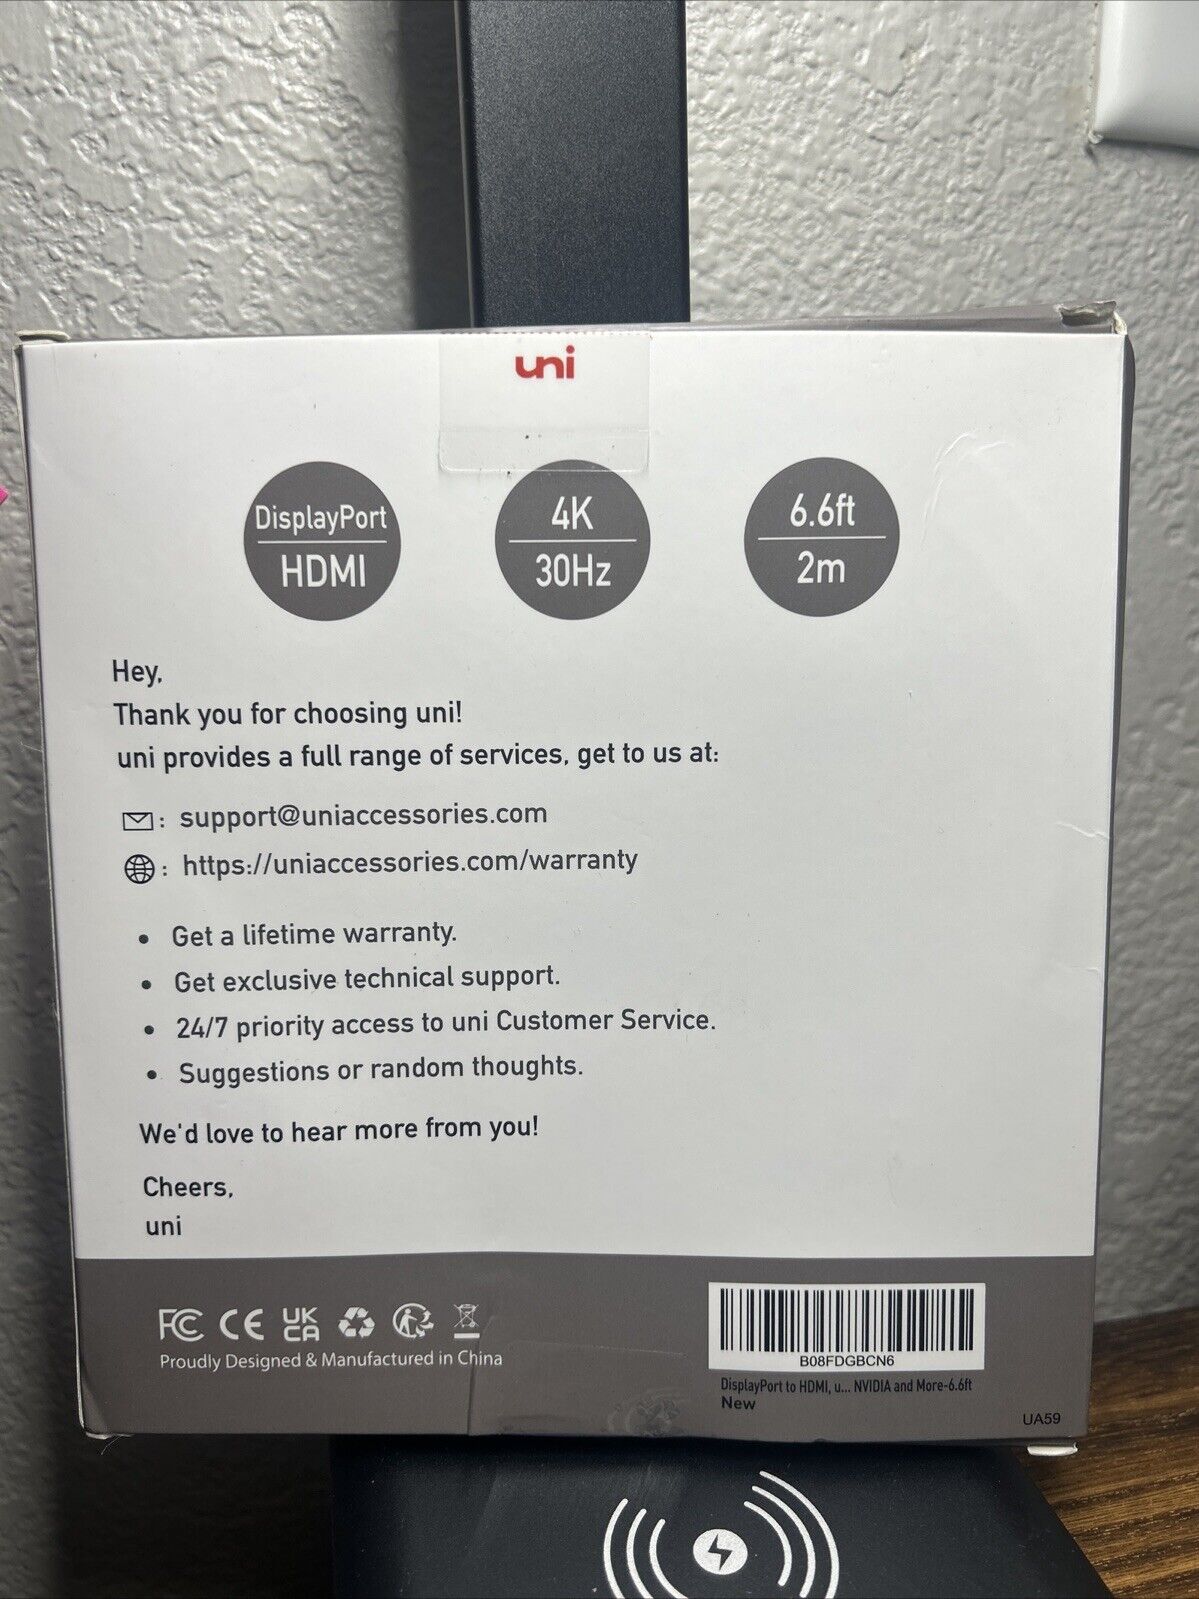 uni
DisplayPort
HDMI
4K
30Hz
6.6ft
2m
Hey,
Thank you for choosing uni!
uni provides a full range of services, get to us at:
: support@uniaccessories.com
: https://uniaccessories.com/warranty
• Get a lifetime warranty.
• Get exclusive technical support.
• 24/7 priority access to uni Customer Service.
• Suggestions or random thoughts.
We'd love to hear more from you!
Cheers,
uni
FC CE UK
CA
Proudly Designed & Manufactured in China
B08FDGBCN6
DisplayPort to HDMI, u... NVIDIA and More-6.6ft
New
UA59